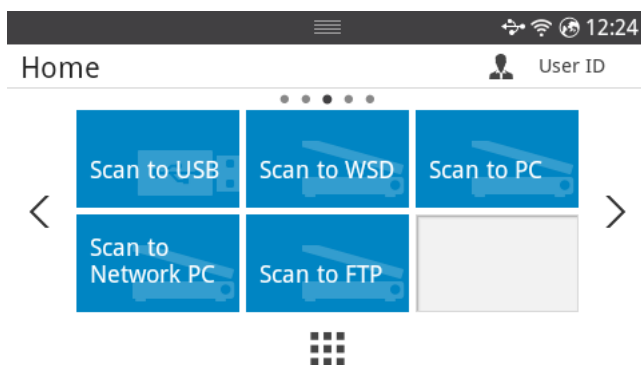 12:24
Home
User ID
Scan to USB
Scan to WSD
Scan to PC
Scan to
Network PC
Scan to FTP